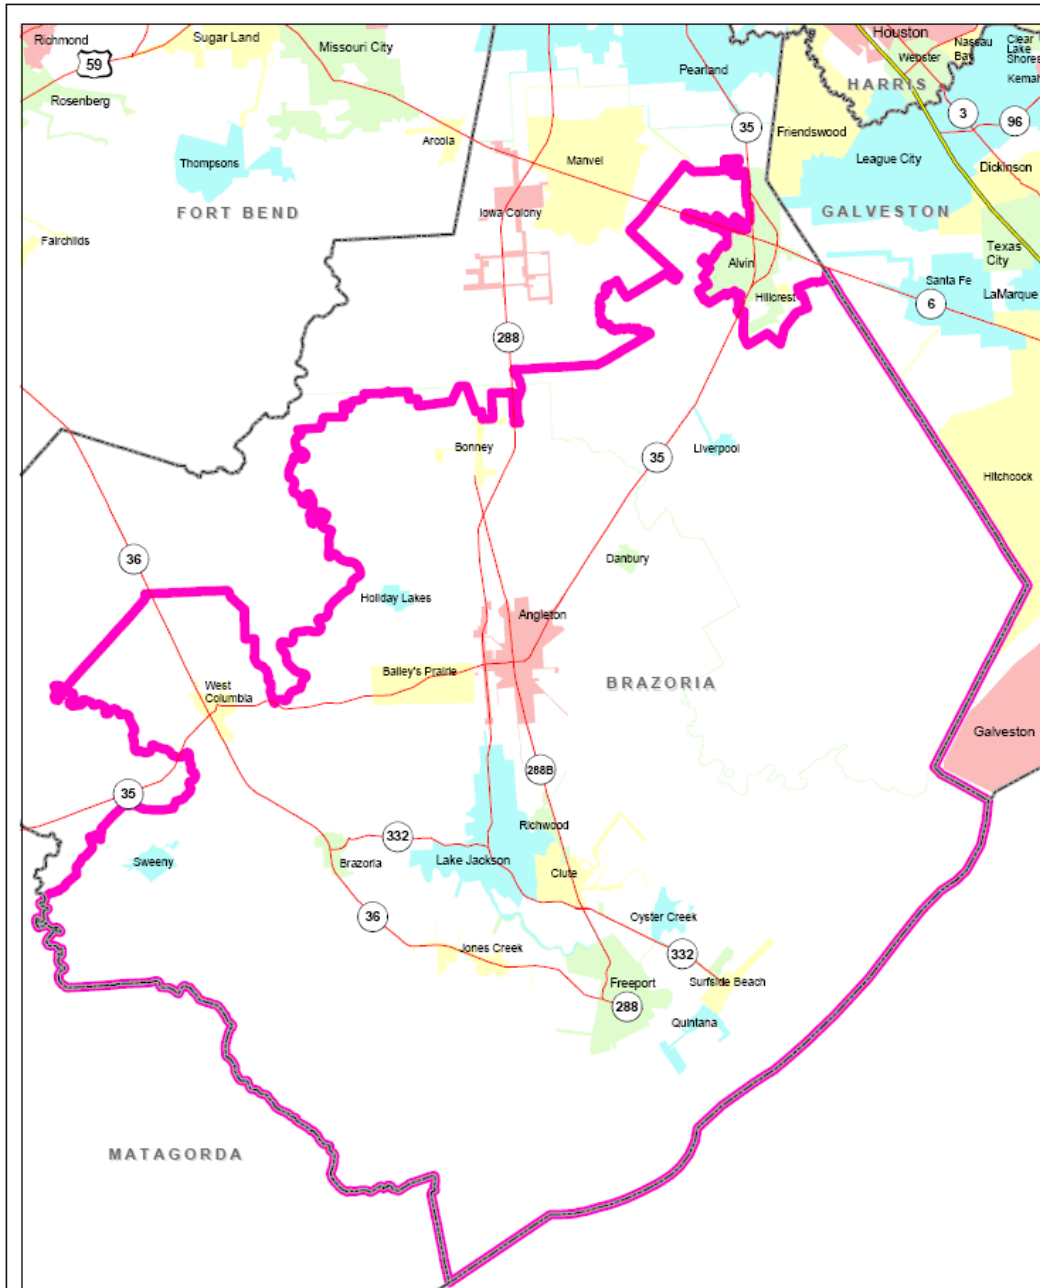 Richmond
Sugar Land
Missouri City
59
Rosenberg
Thompsons
Arcola
FORT BEND
Fairchilds
Pearland
35
Manvel
Iowa Colony
Houston
Webster
Nassau
Bay
Clear
Lake
Shores
Kemah
HARRIS
3
96
Friendswood
League City
Dickinson
GALVESTON
Texas
City
Alvin
Hillcrest
Santa Fe
LaMarque
6
288
Bonney
35
Liverpool
Hitchcock
36
Holiday Lakes
Danbury
Angleton
Bailey's Prairie
West
Columbia
BRAZORIA
Galveston
35
288B
Richwood
332
Sweeny
Brazoria
Lake Jackson
Clute
36
Oyster Creek
Jones Creek
332
Freeport
Surfside Beach
288
Quintana
MATAGORDA